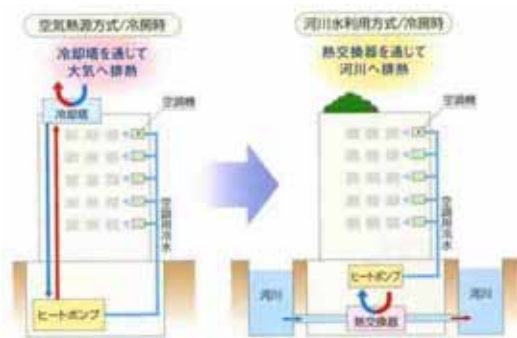 空気熱源方式/冷房時
冷却塔を通じて
大気へ排熱
冷却塔
空調機
空調用冷水
ヒートポンプ
河川水利用方式/冷房時
熱交換器を通じて
河川へ排熱
空調機
空調用冷水
ヒートポンプ
河川
熱交換器
河川